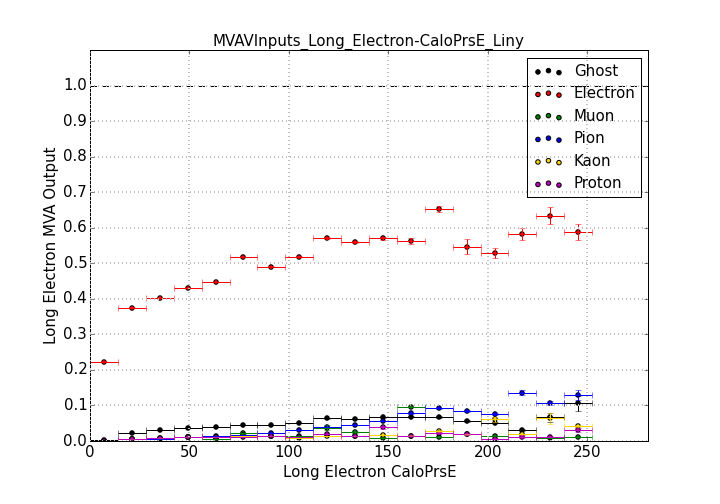 MVAVInputs_Long_Electron-CaloPrsE_Liny
Long Electron MVA Output
1.0
0.9
0.8
0.7
0.6
0.5
0.4
0.3
0.2
0.1
0.0
Ghost
Electron
Muon
Pion
Kaon
Proton
0 50 100 150 200 250
Long Electron CaloPrsE